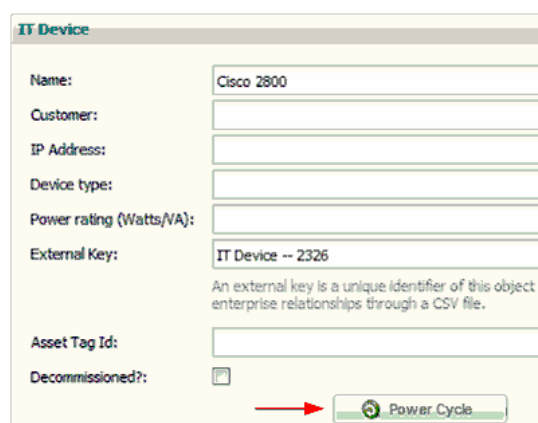 IT Device
Name: Cisco 2800
Customer:
IP Address:
Device type:
Power rating (Watts/VA):
External Key: IT Device -- 2326
An external key is a unique identifier of this object
enterprise relationships through a CSV file.
Asset Tag Id:
Decommissioned?:
Power Cycle